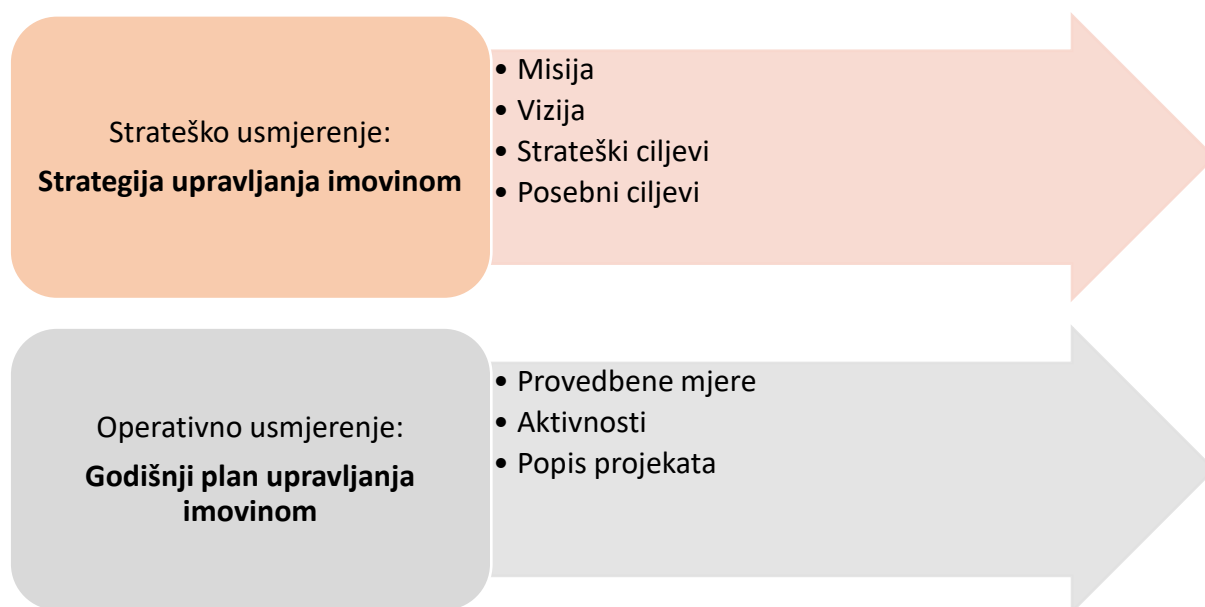 Strateško usmjerenje:
Strategija upravljanja imovinom
• Misija
• Vizija
• Strateški ciljevi
• Posebni ciljevi
Operativno usmjerenje:
Godišnji plan upravljanja
imovinom
• Provedbene mjere
• Aktivnosti
• Popis projekata